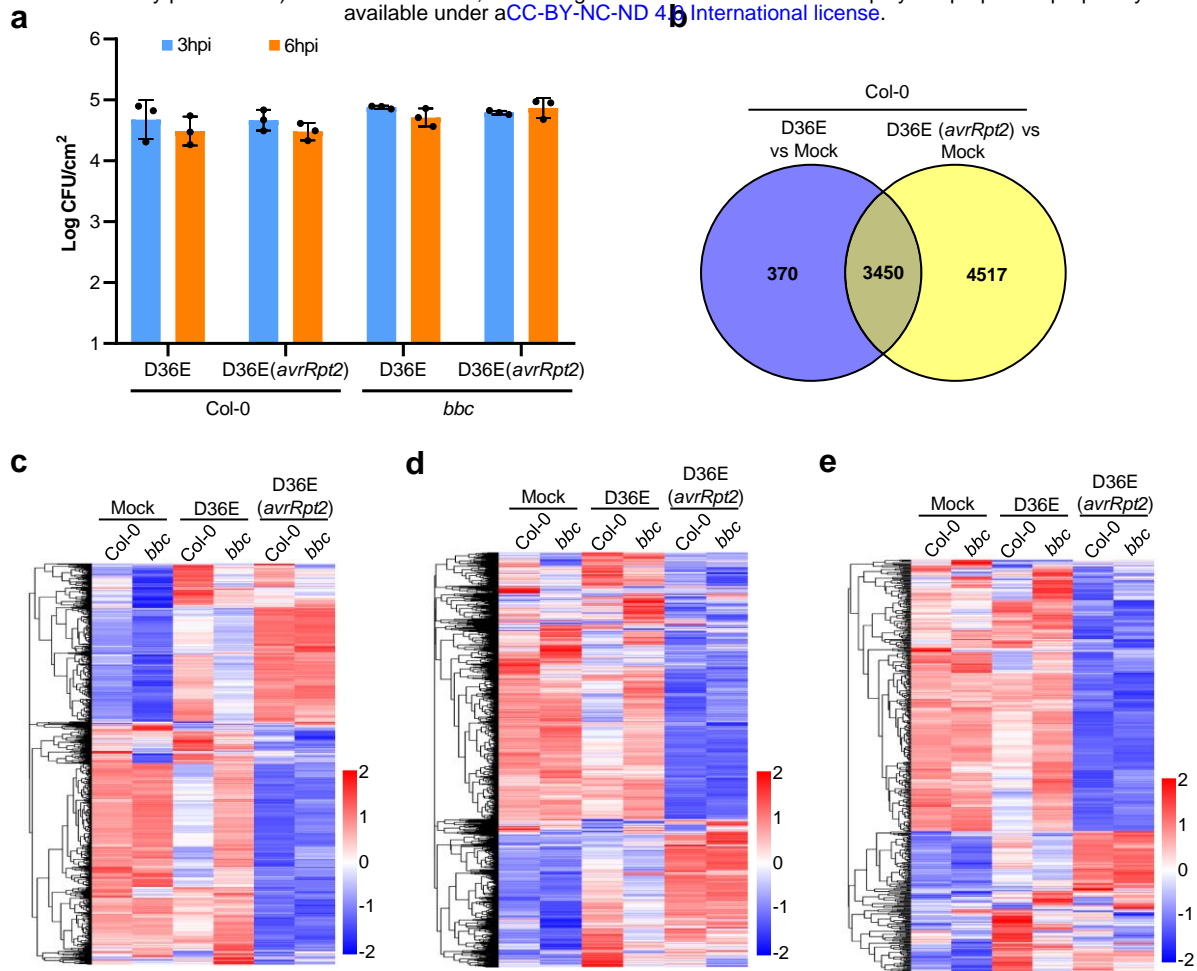 available under aCC-BY-NC-ND 4.0 International license.
a
3hpi
6hpi
Log CFU/cm2
6
5
4
3
2
1
D36E
D36E(avrRpt2)
D36E
D36E(avrRpt2)
Col-0
bbc
b
Col-0
D36E
vs Mock
D36E (avrRpt2) vs
Mock
370
3450
4517
c
Mock
D36E
D36E
(avrRpt2)
Col-0
bbc
Col-0
bbc
Col-0
bbc
2
1
0
-1
-2
d
Mock
D36E
D36E
(avrRpt2)
Col-0
bbc
Col-0
bbc
Col-0
bbc
2
1
0
-1
-2
e
Mock
D36E
D36E
(avrRpt2)
Col-0
bbc
Col-0
bbc
Col-0
bbc
2
1
0
-1
-2